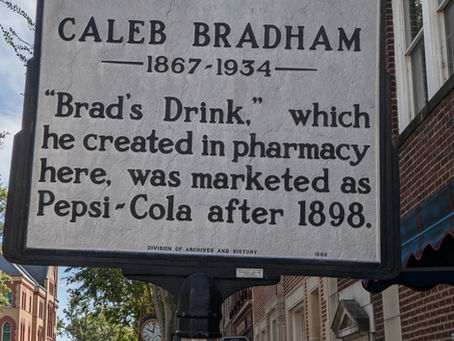 CALEB BRADHAM
1867-1934
"Brad's Drink," which
he created in pharmacy
here, was marketed as
Pepsi-Cola after 1898.
DIVISION OF ARCHIVES AND HISTORY